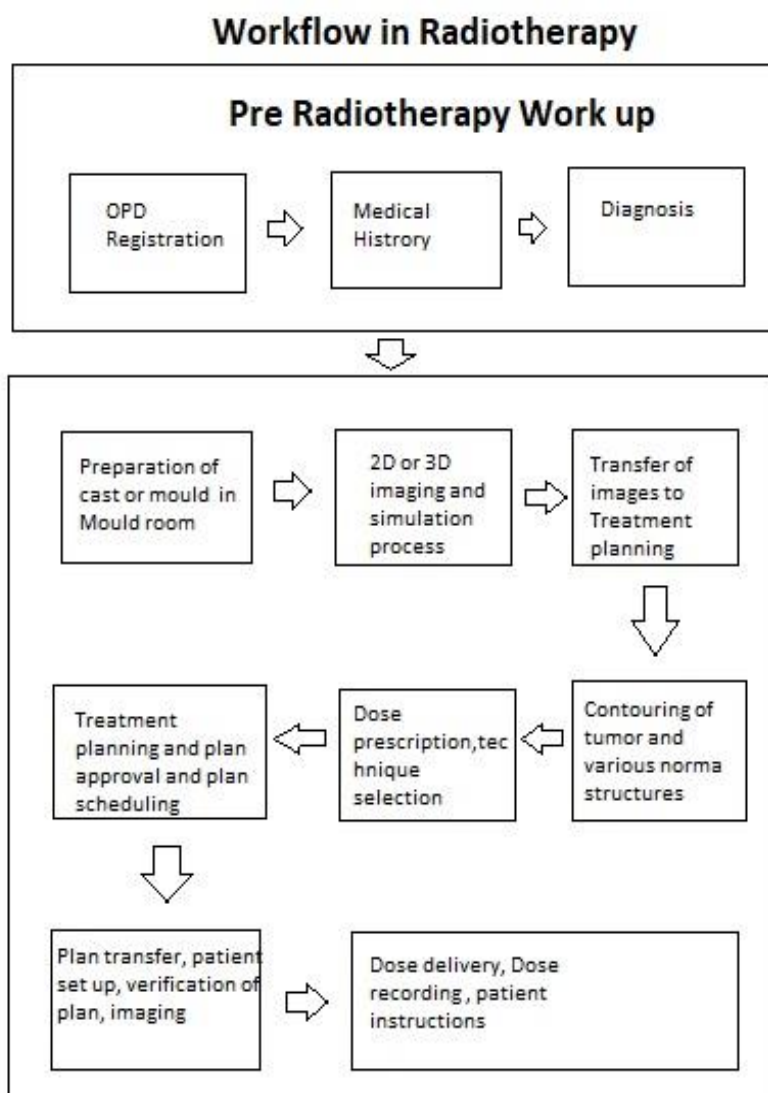 Workflow in Radiotherapy
Pre Radiotherapy Work up
OPD
Registration
Medical
Histrory
Diagnosis
Preparation of
cast or mould in
Mould room
2D or 3D
imaging and
simulation
process
Transfer of
images to
Treatment
planning
Contouring of
tumor and
various norma
structures
Dose
prescription,tec
hnique
selection
Treatment
planning and plan
approval and plan
scheduling
Plan transfer, patient
set up, verification of
plan, imaging
Dose delivery, Dose
recording , patient
instructions